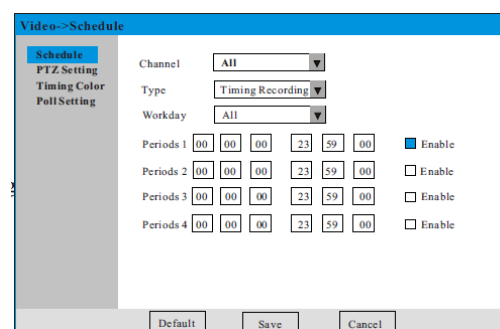 Video->Schedule
Schedule
PTZ Setting
Timing Color
Poll Setting
Channel All
Type Timing Recording
Workday All
Periods 1 00 00 00 23 59 00 Enable
Periods 2 00 00 00 23 59 00 Enable
Periods 3 00 00 00 23 59 00 Enable
Periods 4 00 00 00 23 59 00 Enable
Default Save Cancel